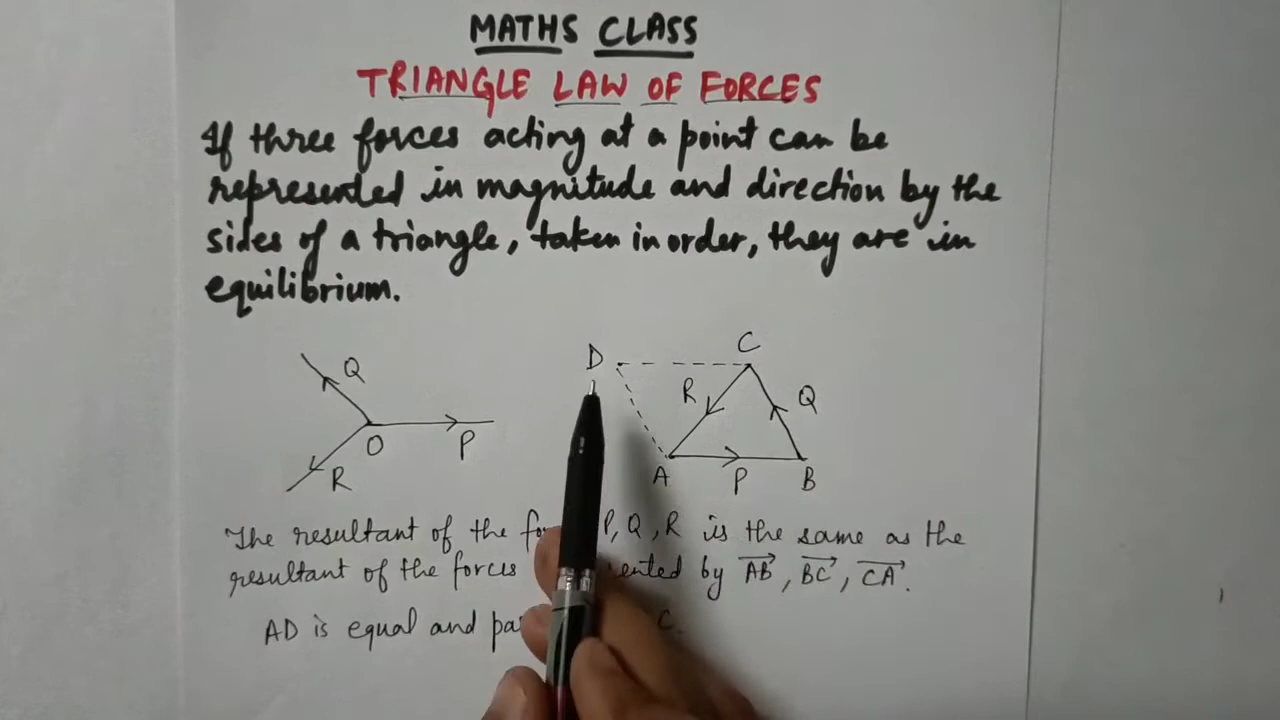 MATHS CLASS
TRIANGLE LAW OF FORCES
If three forces acting at a point can be
represented in magnitude and direction by the
sides of a triangle, taken in order, they are in
equilibrium.
D C
Q R Q
O P A P B
R
The resultant of the P, Q, R is the same as the
resultant of the forces by AB, BC, CA.
AD is equal and C.